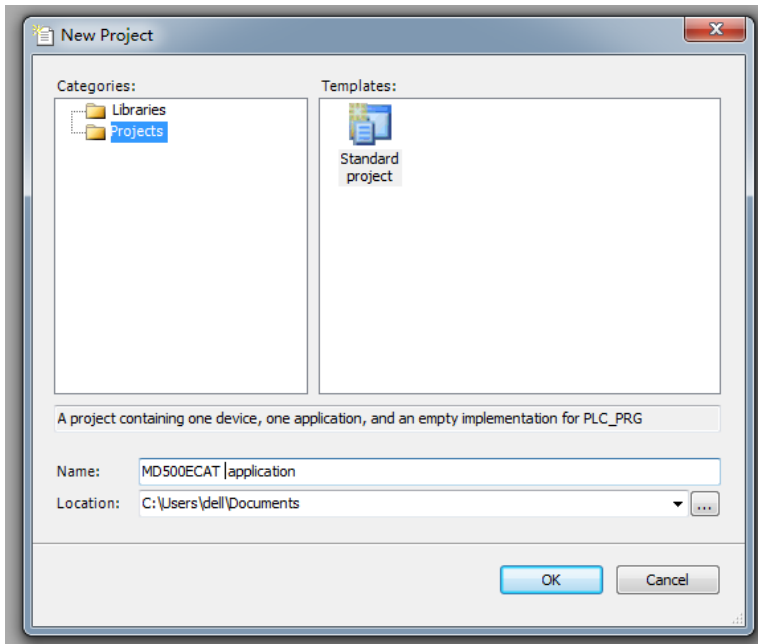 New Project
Categories:
Templates:
Libraries
Projects
Standard
project
A project containing one device, one application, and an empty implementation for PLC_PRG
Name:
MD500ECAT application
Location:
C:\Users\dell\Documents
...
OK
Cancel